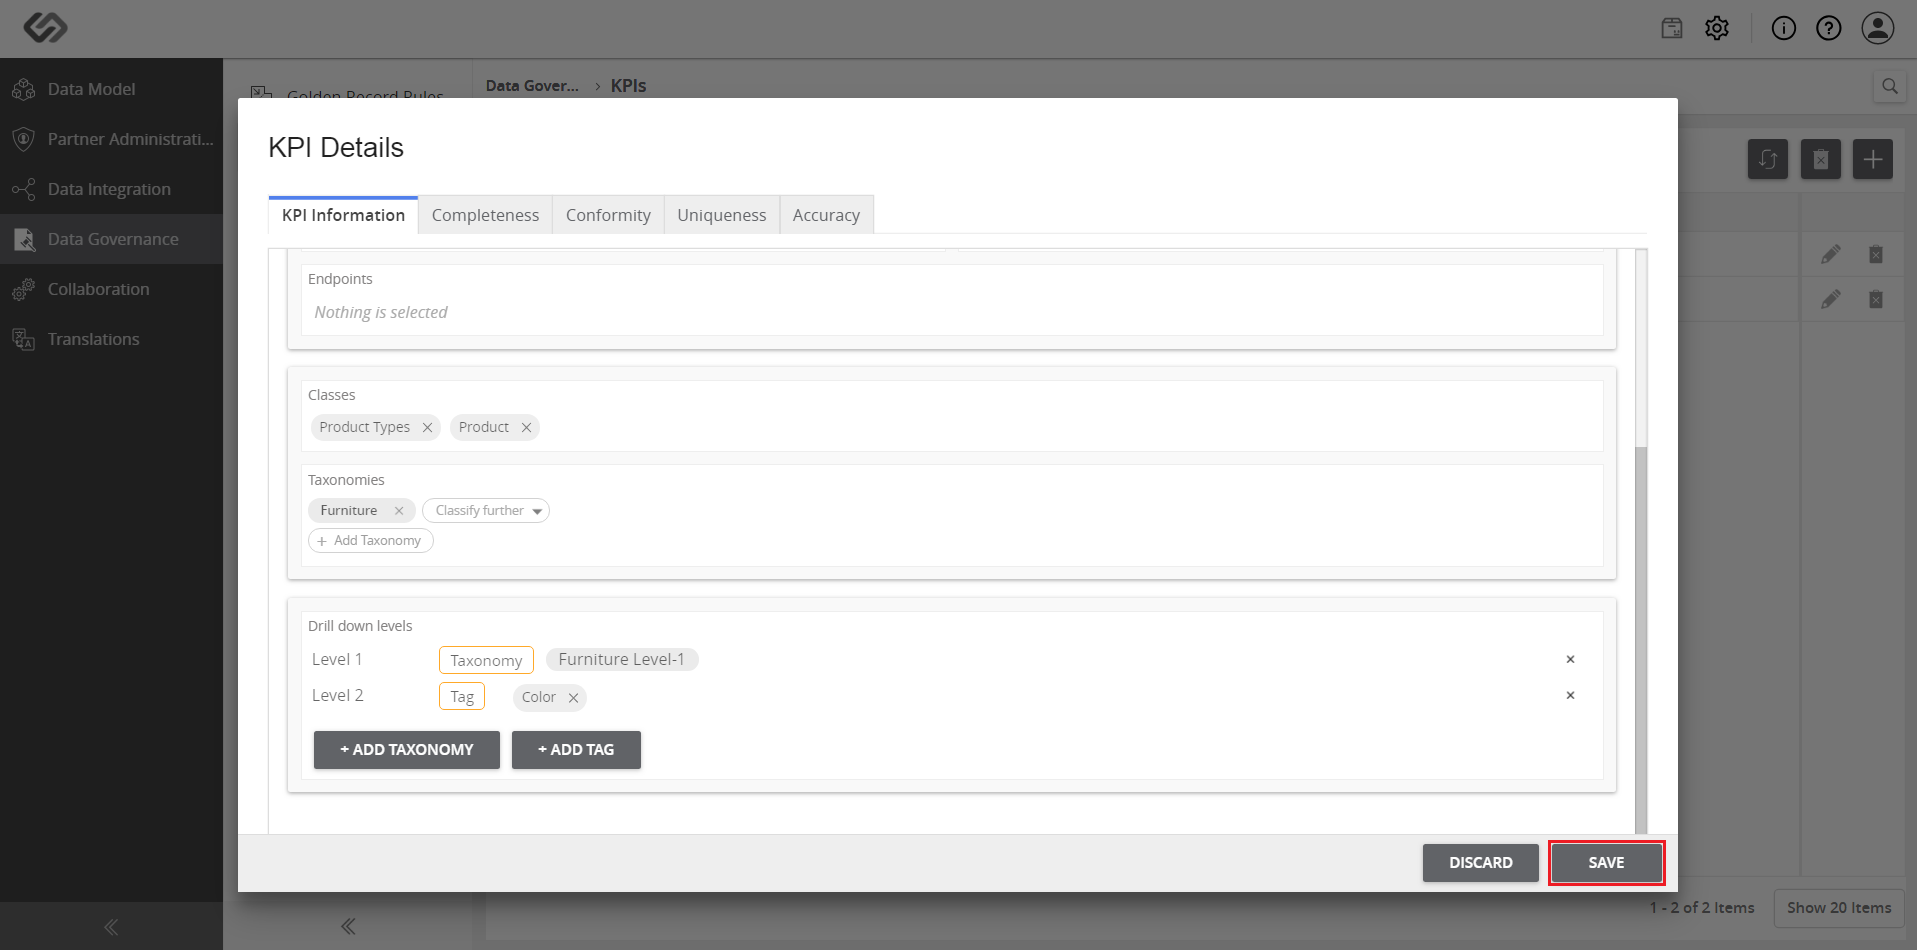 Data Model
Partner Administrati...
Data Integration
Data Governance
Collaboration
Translations
Golden Record Rules
Data Gover... > KPIs
KPI Details
KPI Information Completeness Conformity Uniqueness Accuracy
Endpoints
Nothing is selected
Classes
Product Types × Product ×
Taxonomies
Furniture × Classify further
+ Add Taxonomy
Drill down levels
Level 1 Taxonomy Furniture Level-1 ×
Level 2 Tag Color × ×
+ ADD TAXONOMY + ADD TAG
DISCARD SAVE
1 - 2 of 2 Items Show 20 Items